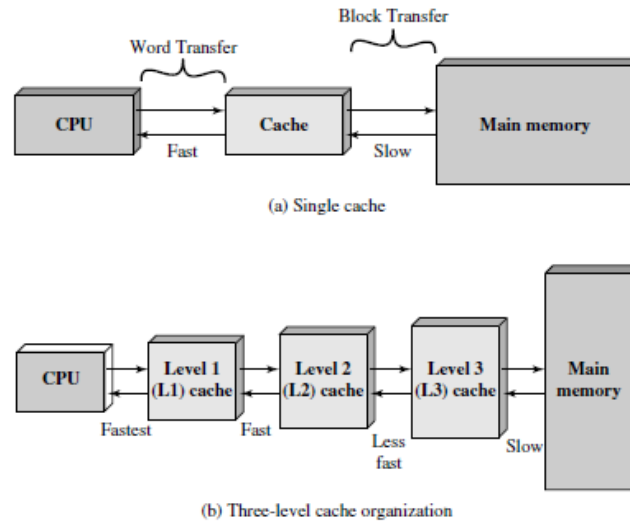 Block Transfer
Word Transfer
CPU
Cache
Main memory
Fast
Slow
(a) Single cache
CPU
Level 1
(L1) cache
Level 2
(L2) cache
Level 3
(L3) cache
Main
memory
Fastest
Fast
Less
fast
Slow
(b) Three-level cache organization